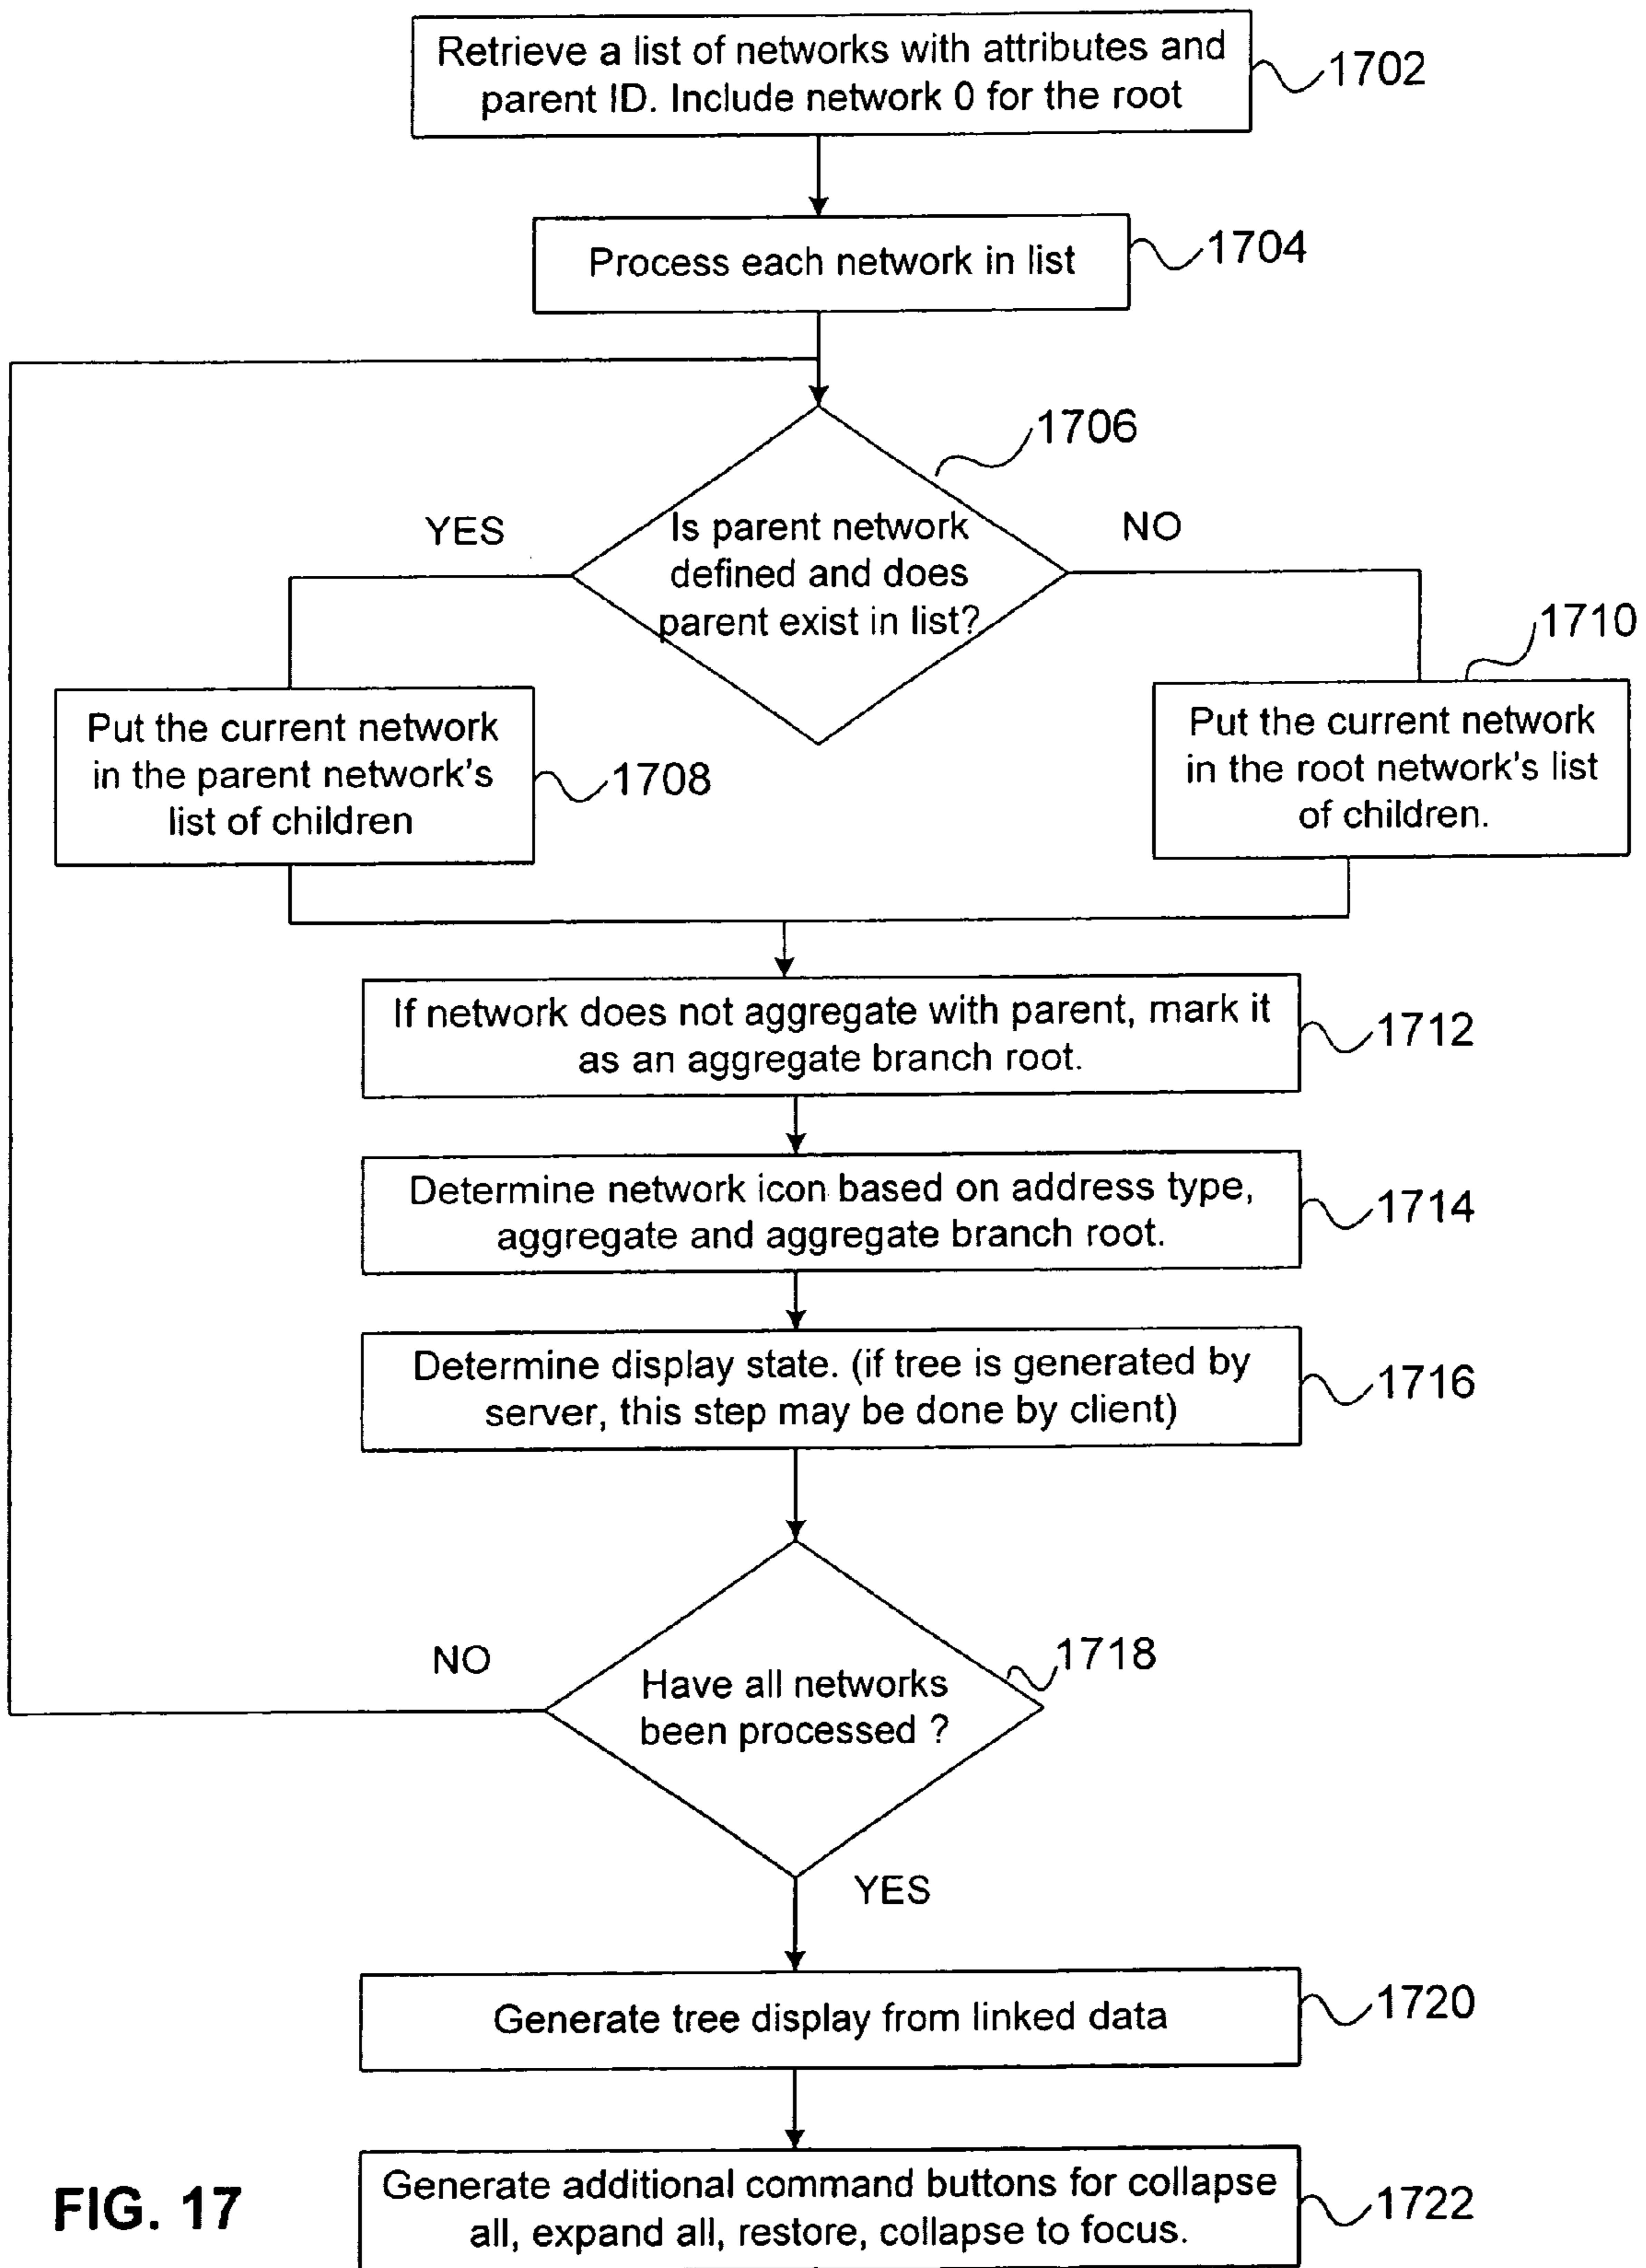 Retrieve a list of networks with attributes and
parent ID. Include network 0 for the root
1702
Process each network in list
1704
1706
YES
Is parent network
defined and does
parent exist in list?
NO
1710
Put the current network
in the parent network's
list of children
1708
Put the current network
in the root network's list
of children.
If network does not aggregate with parent, mark it
as an aggregate branch root.
1712
Determine network icon based on address type,
aggregate and aggregate branch root.
1714
Determine display state. (if tree is generated by
server, this step may be done by client)
1716
NO
1718
Have all networks
been processed ?
YES
Generate tree display from linked data
1720
Generate additional command buttons for collapse
all, expand all, restore, collapse to focus.
1722
FIG. 17